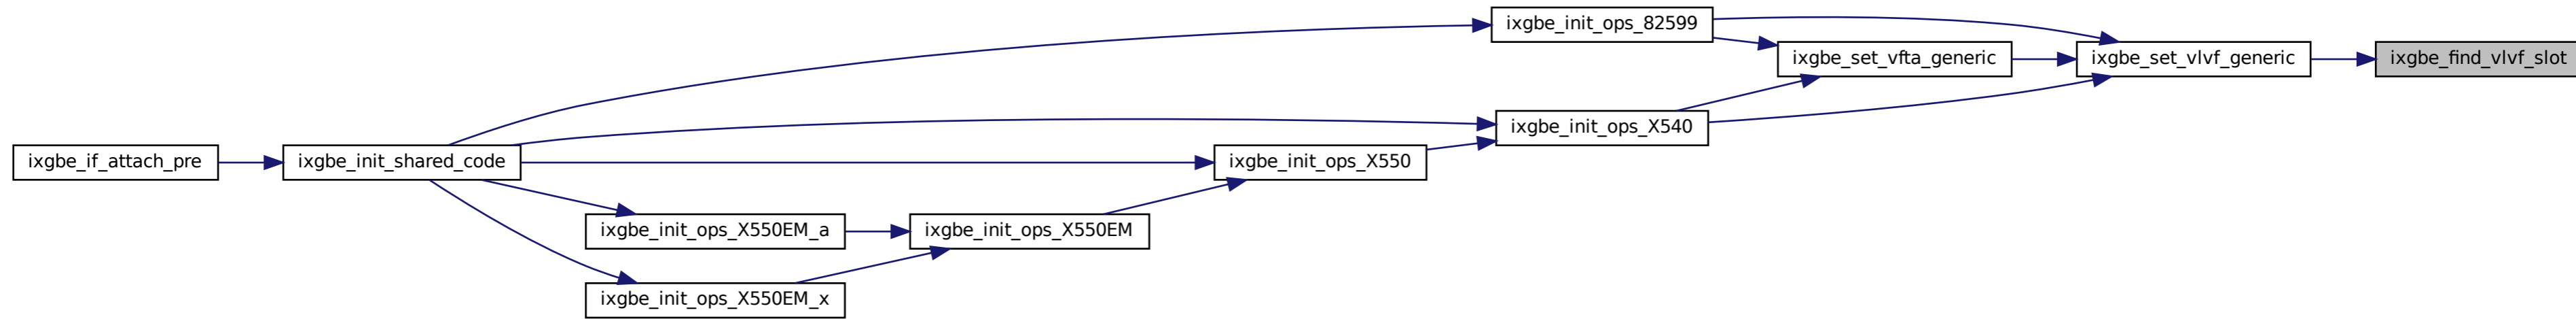 ixgbe_init_ops_82599
ixgbe_set_vfta_generic
ixgbe_set_vlvf_generic
ixgbe_find_vlvf_slot
ixgbe_init_ops_X540
ixgbe_if_attach_pre
ixgbe_init_shared_code
ixgbe_init_ops_X550
ixgbe_init_ops_X550EM_a
ixgbe_init_ops_X550EM
ixgbe_init_ops_X550EM_x